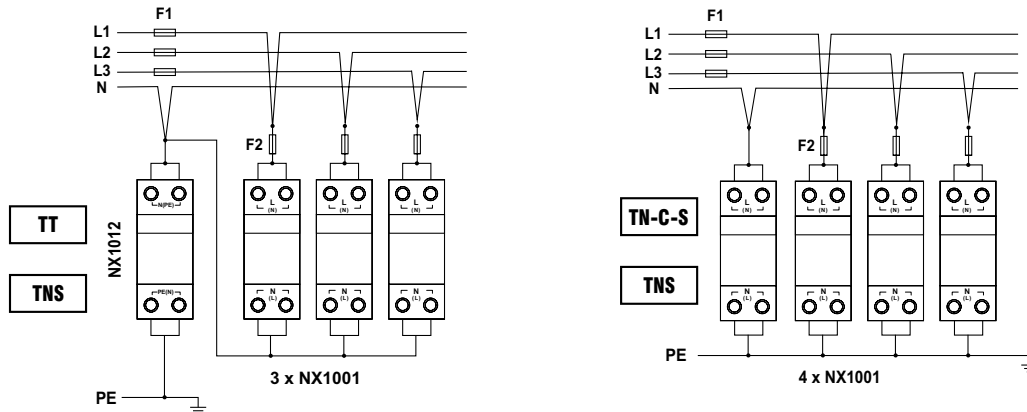 F1
L1
L2
L3
N
F2
N(PE)
L
(N)
L
(N)
L
(N)
TT
NX1012
TNS
PE(N)
N
(L)
N
(L)
N
(L)
3 x NX1001
PE
F1
L1
L2
L3
N
F2
L
(N)
L
(N)
L
(N)
L
(N)
TN-C-S
TNS
N
(L)
N
(L)
N
(L)
N
(L)
PE
4 x NX1001